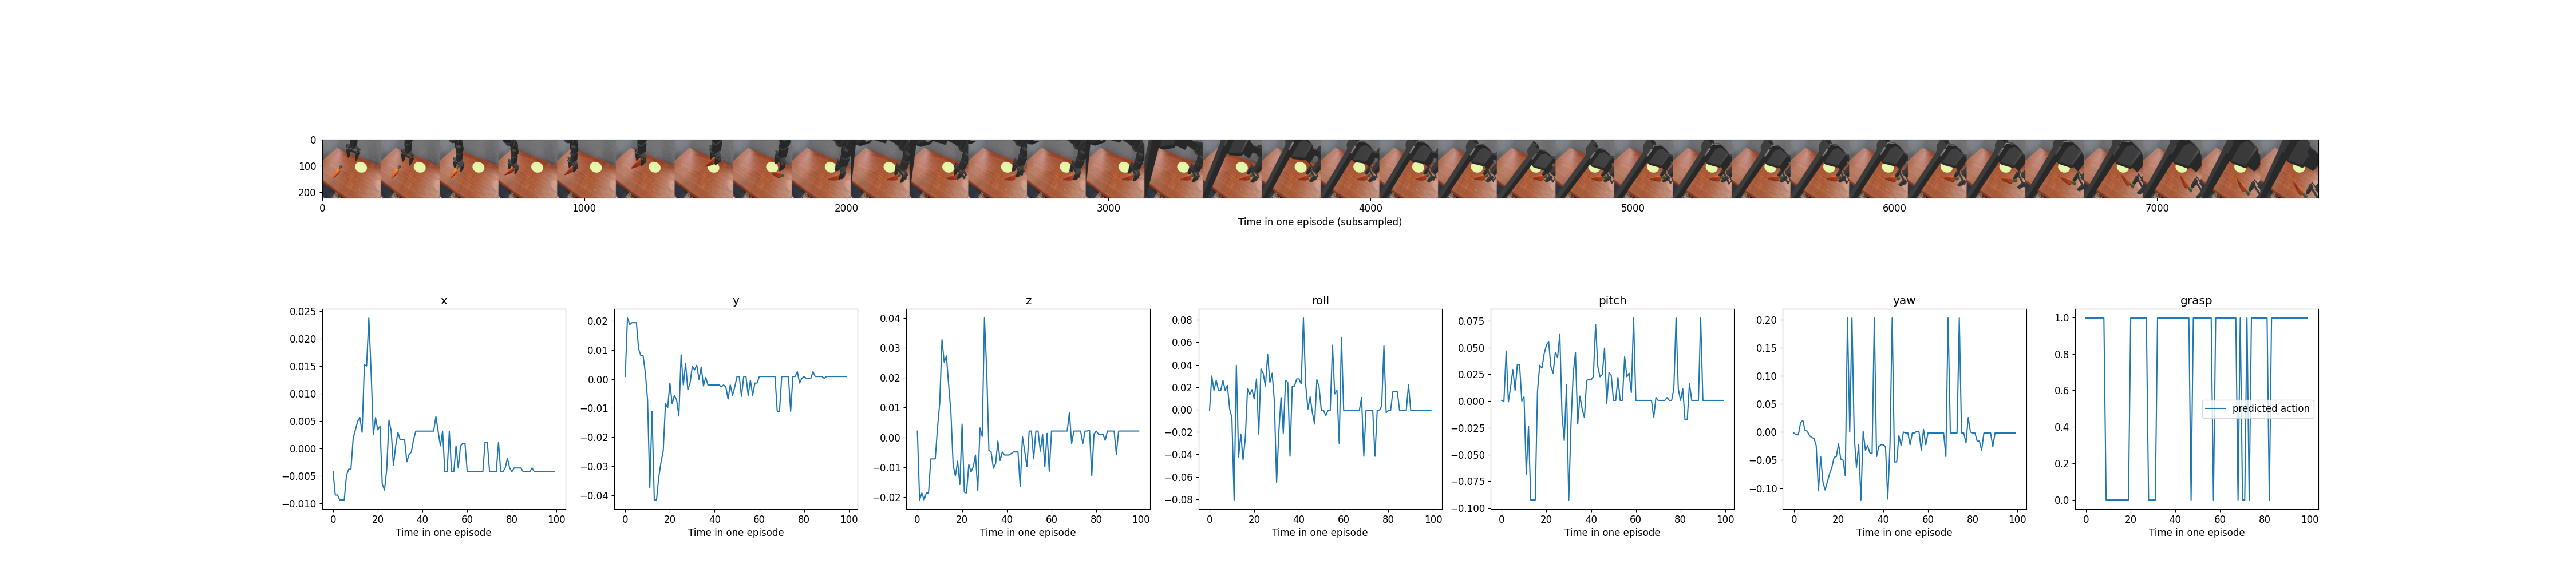 0
100
200
0 1000 2000 3000 4000 5000 6000 7000
Time in one episode (subsampled)
x
0.025
0.020
0.015
0.010
0.005
0.000
−0.005
−0.010
0 20 40 60 80 100
Time in one episode
y
0.02
0.01
0.00
−0.01
−0.02
−0.03
−0.04
0 20 40 60 80 100
Time in one episode
z
0.04
0.03
0.02
0.01
0.00
−0.01
−0.02
0 20 40 60 80 100
Time in one episode
roll
0.08
0.06
0.04
0.02
0.00
−0.02
−0.04
−0.06
−0.08
0 20 40 60 80 100
Time in one episode
pitch
0.075
0.050
0.025
0.000
−0.025
−0.050
−0.075
−0.100
0 20 40 60 80 100
Time in one episode
yaw
0.20
0.15
0.10
0.05
0.00
−0.05
−0.10
0 20 40 60 80 100
Time in one episode
grasp
1.0
0.8
0.6
0.4
0.2
0.0
predicted action
0 20 40 60 80 100
Time in one episode